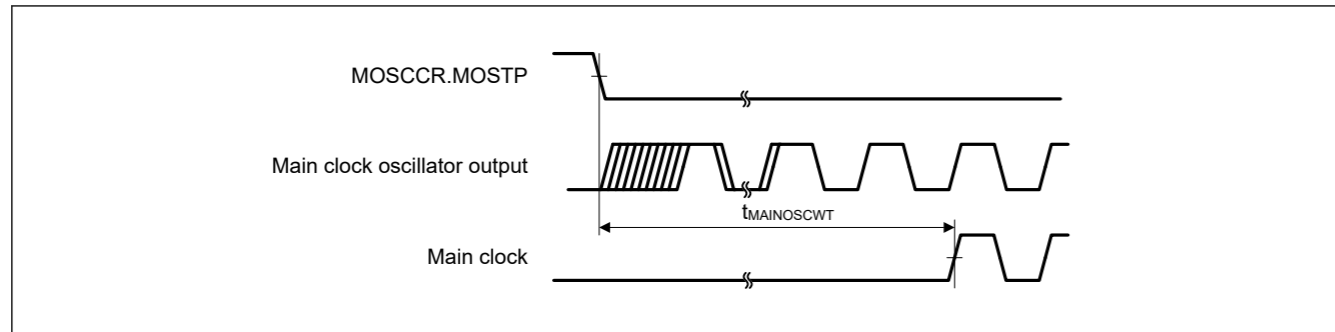 MOSCCR.MOSTP
Main clock oscillator output
tMAINOSCWT
Main clock